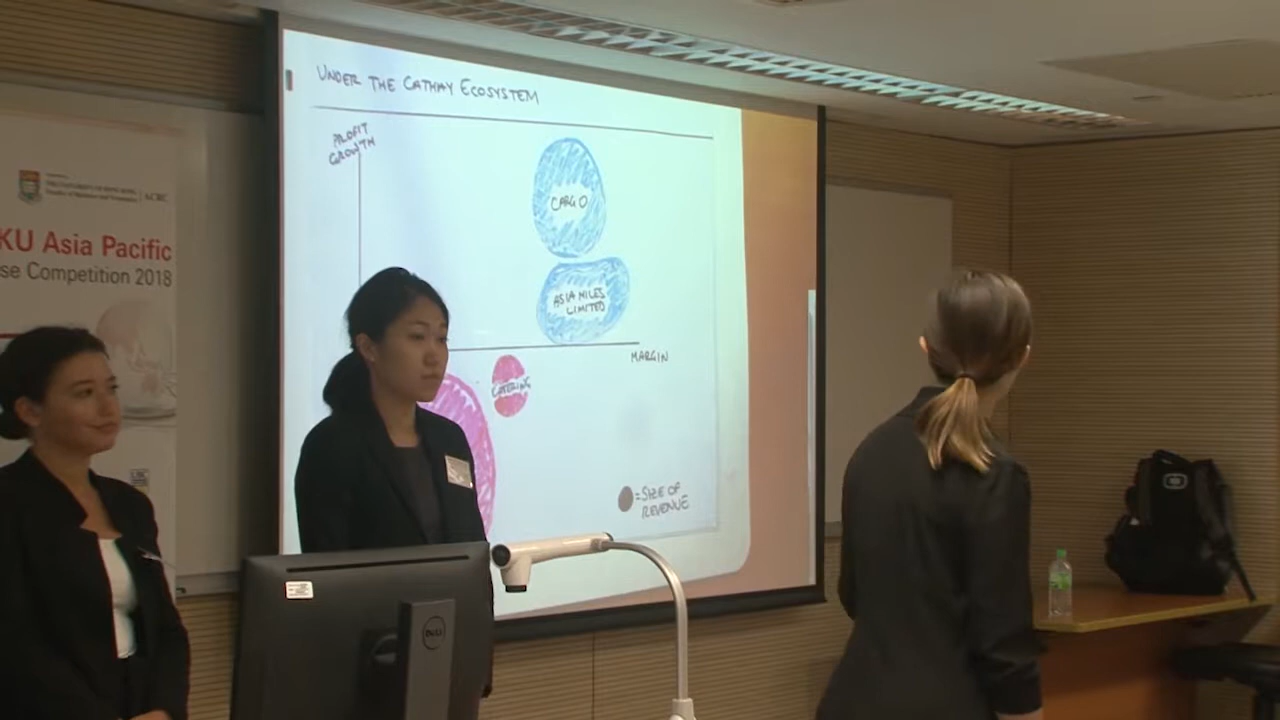 UNDER THE CATHAY ECOSYSTEM
PROFIT
GROWTH
CARGO
ASIA MILES
LIMITED
MARGIN
CATERING
= SIZE OF
REVENUE
ACRC
KU Asia Pacific
se Competition 2018
DELL